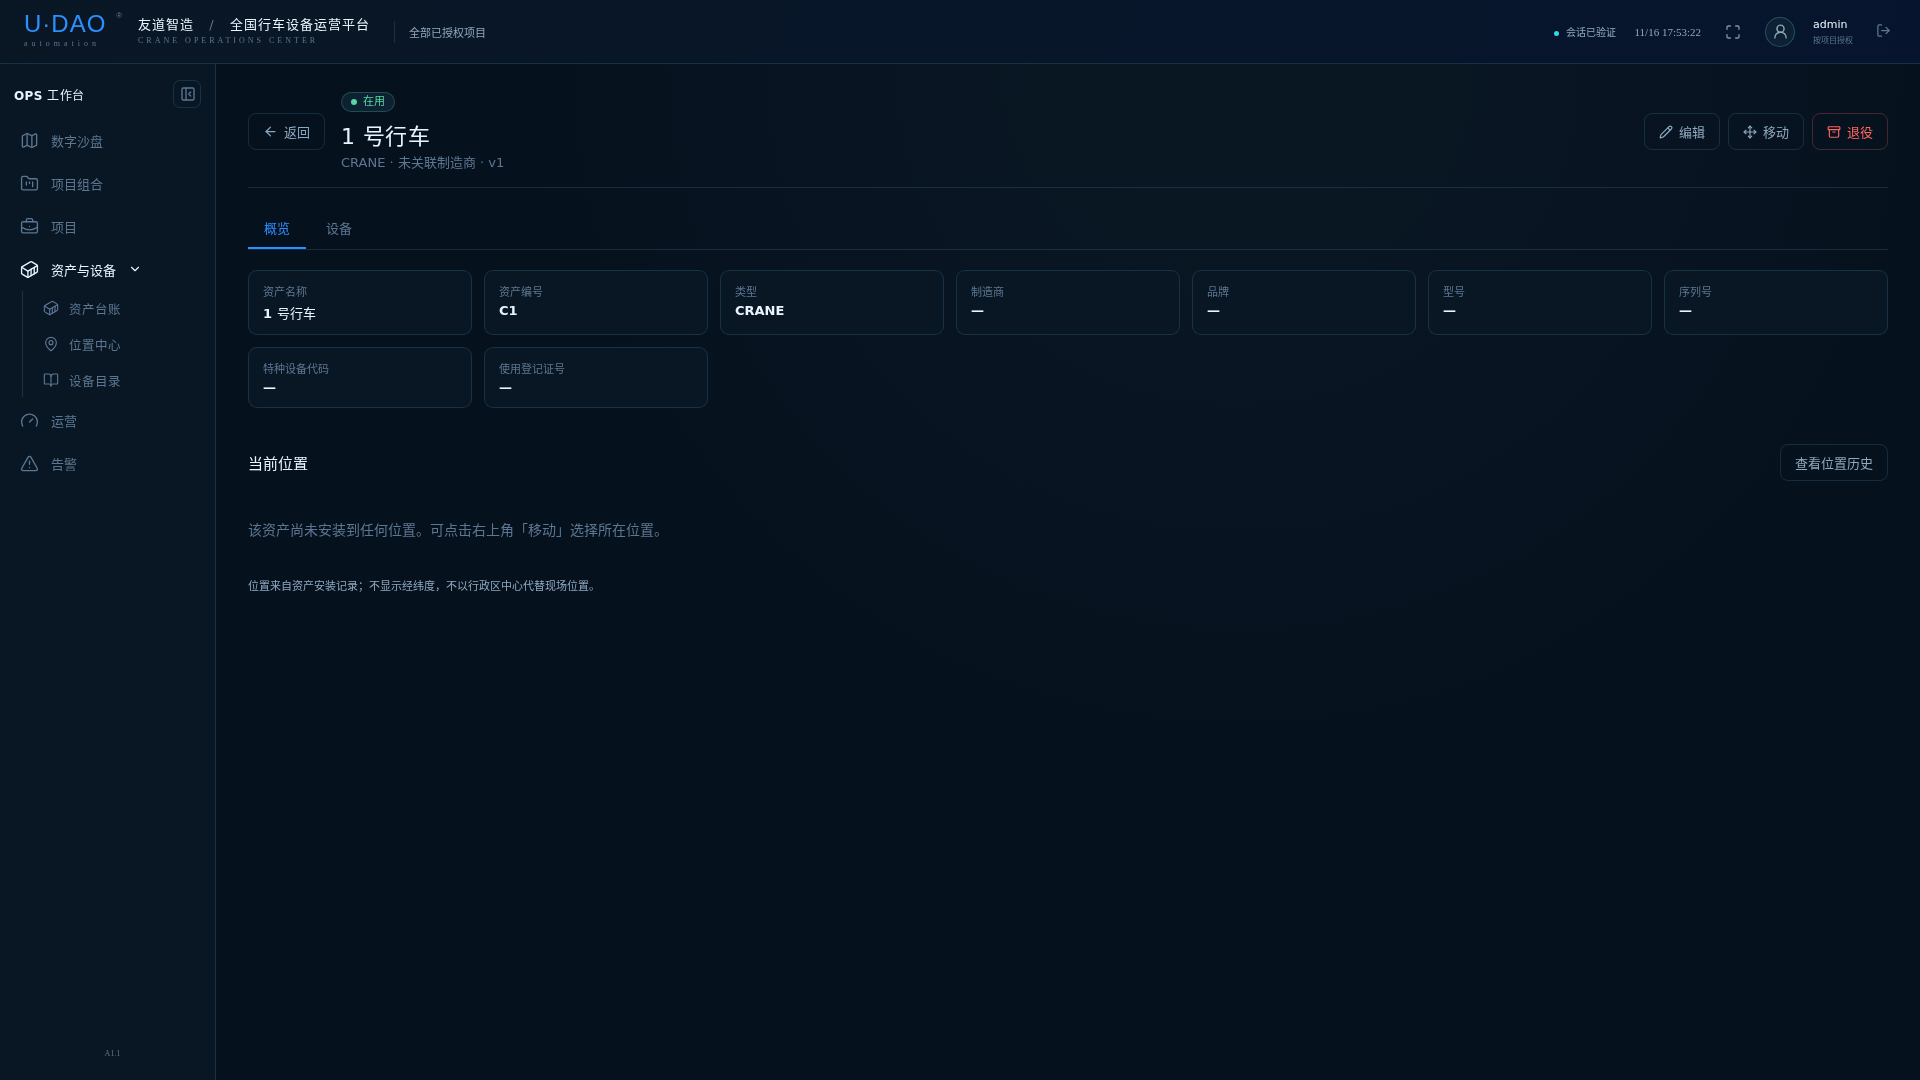 U·DAO ®
automation
友道智造 / 全国行车设备运营平台
CRANE OPERATIONS CENTER
全部已授权项目
会话已验证
11/16 17:53:22
admin
按项目授权
OPS 工作台
数字沙盘
项目组合
项目
资产与设备
资产台账
位置中心
设备目录
运营
告警
A1.1
返回
在用
1 号行车
CRANE · 未关联制造商 · v1
编辑
移动
退役
概览
设备
资产名称
1 号行车
资产编号
C1
类型
CRANE
制造商
—
品牌
—
型号
—
序列号
—
特种设备代码
—
使用登记证号
—
当前位置
查看位置历史
该资产尚未安装到任何位置。可点击右上角「移动」选择所在位置。
位置来自资产安装记录；不显示经纬度，不以行政区中心代替现场位置。